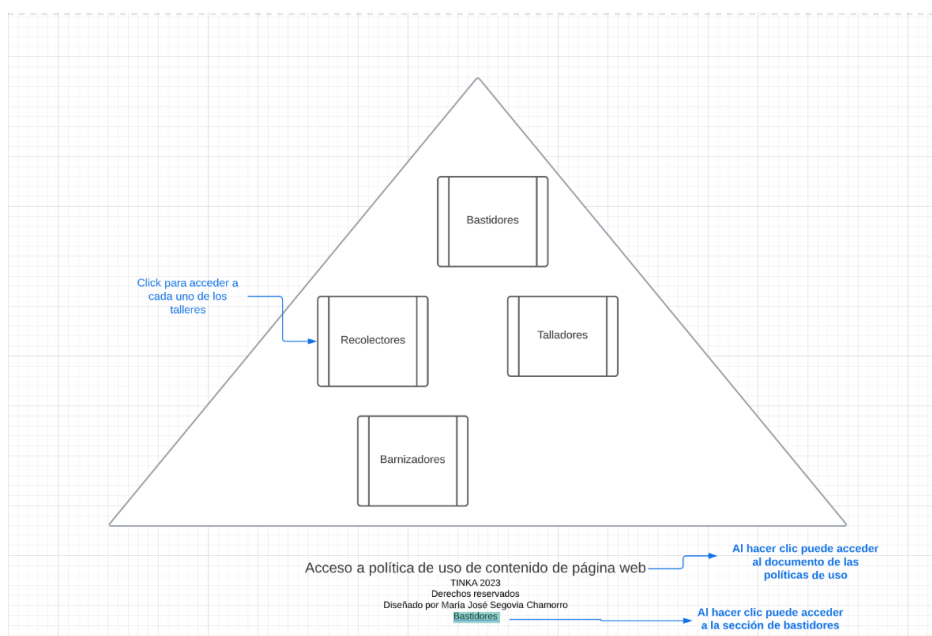 Bastidores
Click para acceder a
cada uno de los
talleres
Recolectores
Talladores
Barnizadores
Acceso a política de uso de contenido de página web
Al hacer clic puede acceder
al documento de las
políticas de uso
TINKA 2023
Derechos reservados
Diseñado por María José Segovia Chamorro
Bastidores
Al hacer clic puede acceder
a la sección de bastidores